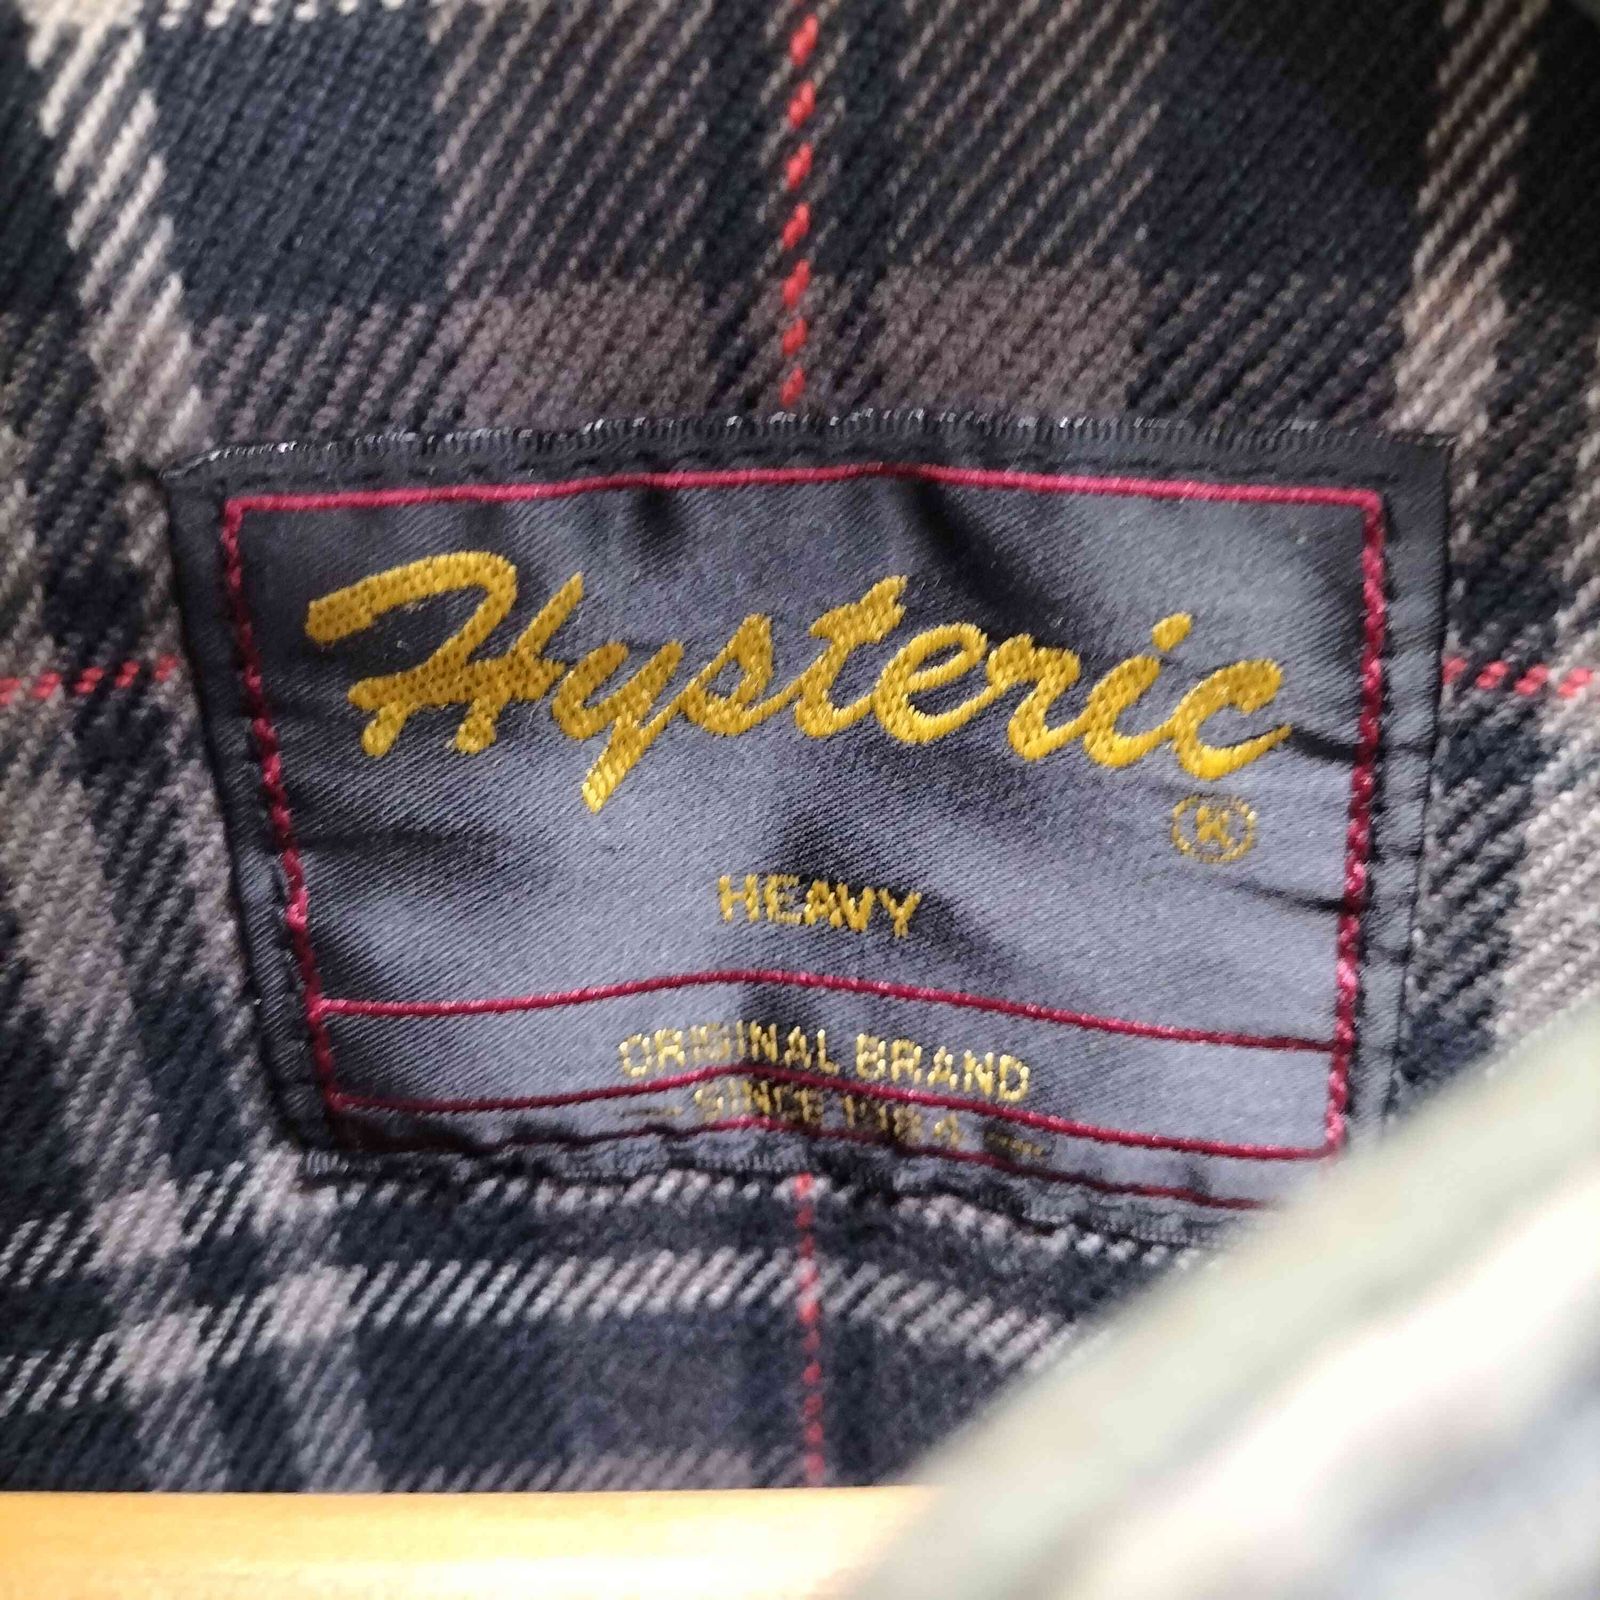 Hysteric
®
HEAVY
ORIGINAL BRAND
SINCE 1984